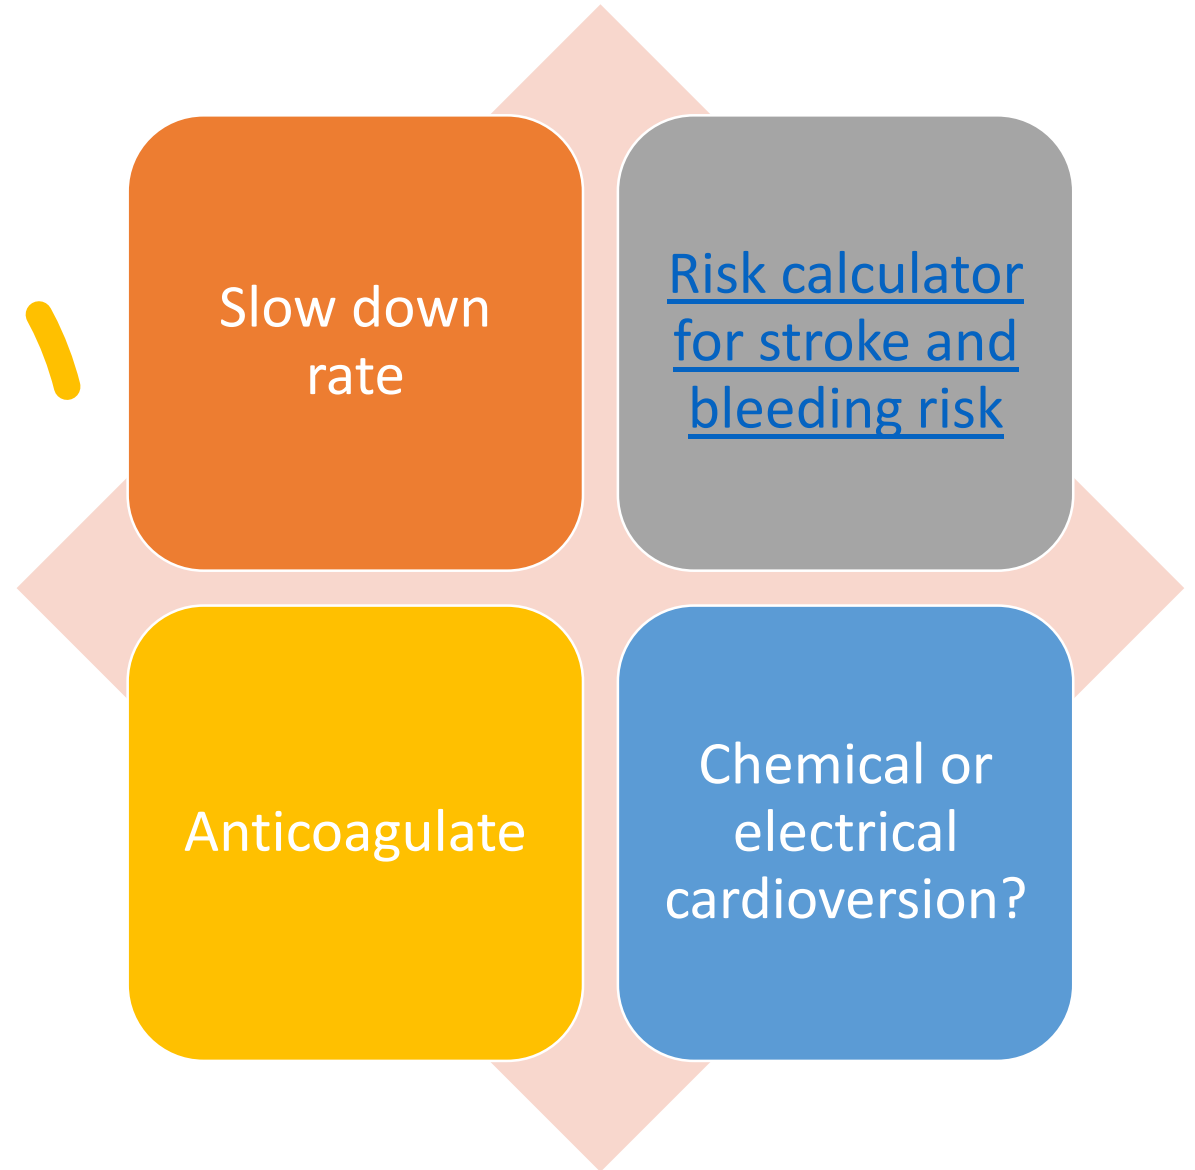 Slow down
rate
Risk calculator
for stroke and
bleeding risk
Anticoagulate
Chemical or
electrical
cardioversion?